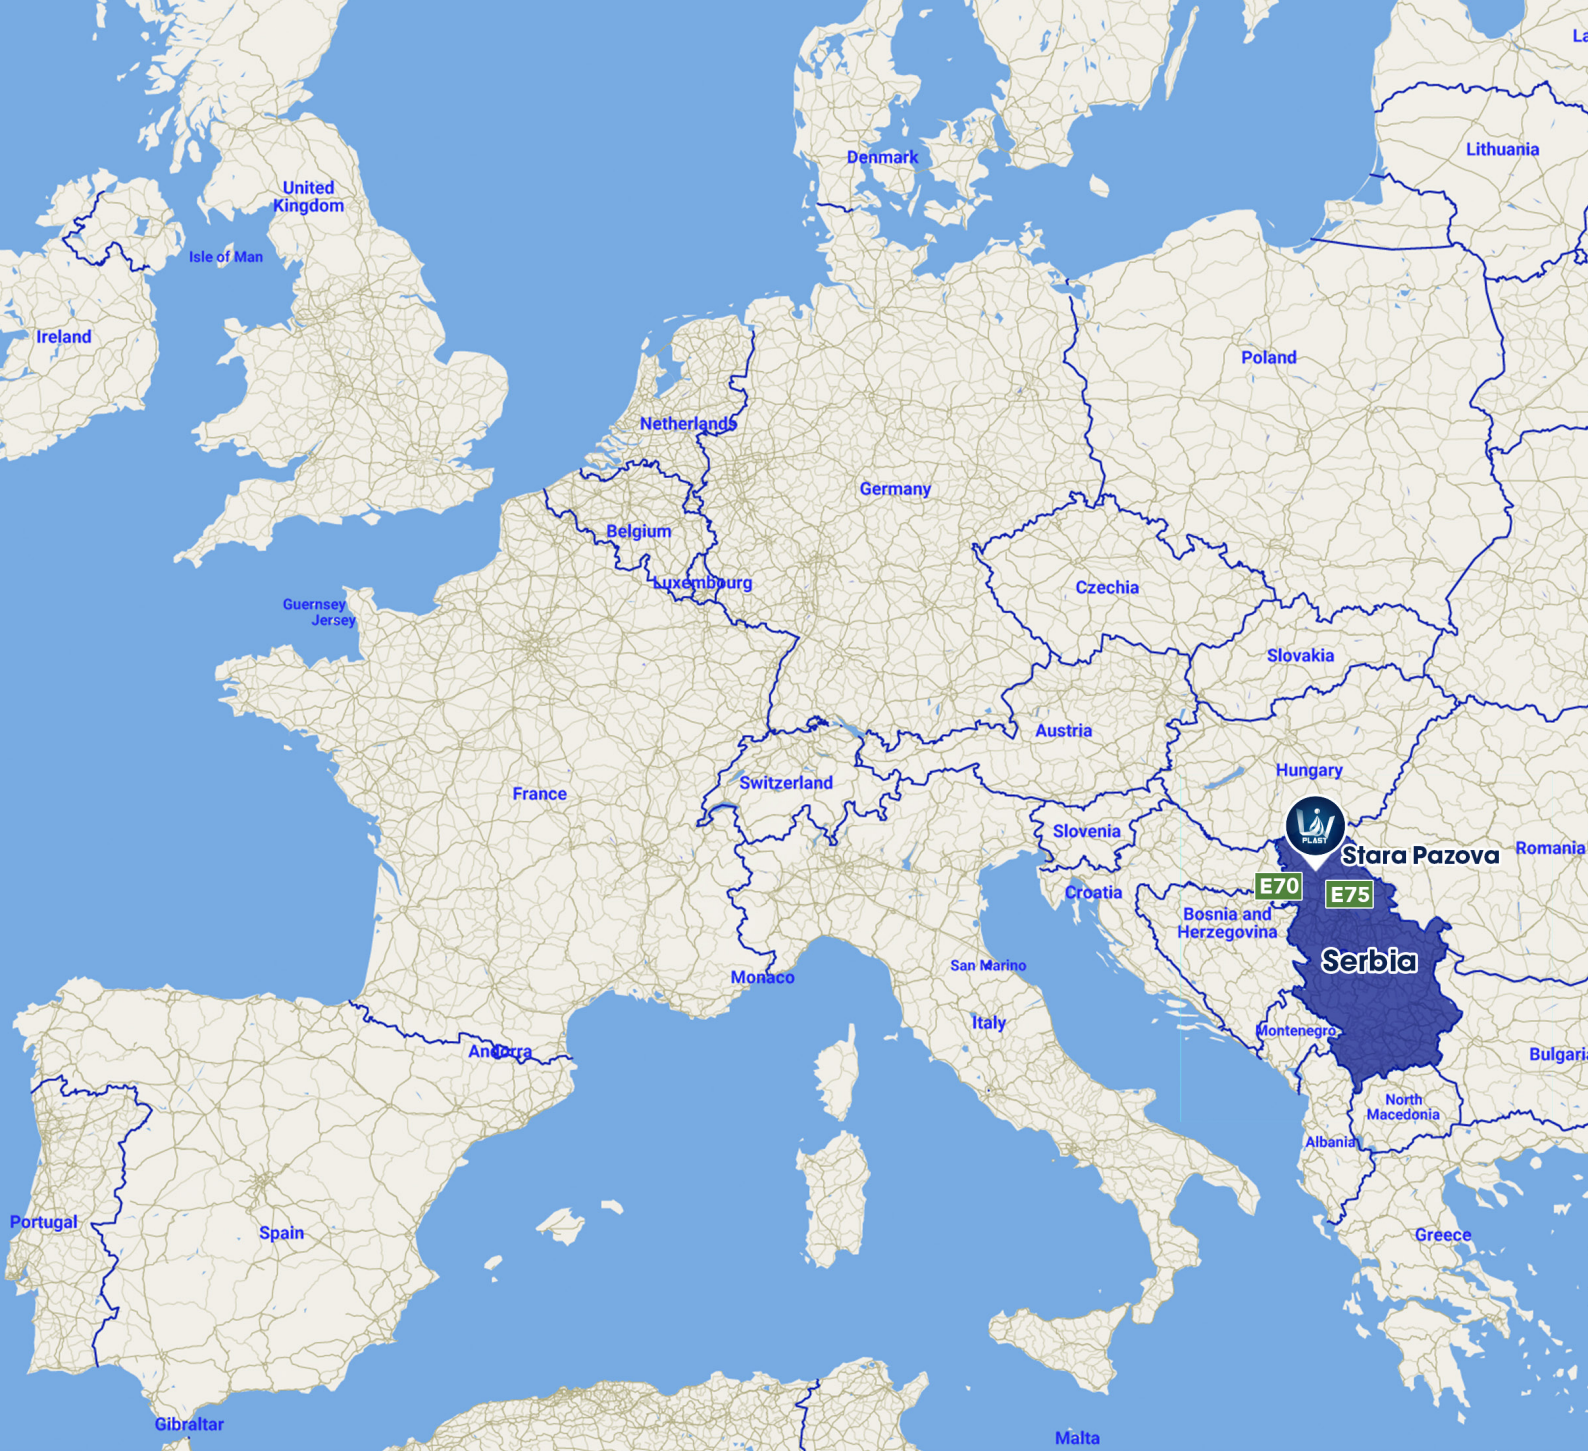 La
Lithuania
Denmark
United
Kingdom
Isle of Man
Ireland
Poland
Netherlands
Germany
Belgium
Luxembourg
Czechia
Guernsey
Jersey
Slovakia
Austria
Hungary
Switzerland
France
Slovenia
LIV
PLAST
Stara Pazova
Romania
E70
E75
Croatia
Bosnia and
Herzegovina
Serbia
San Marino
Monaco
Italy
Montenegro
Andorra
Bulgaria
North
Macedonia
Albania
Portugal
Spain
Greece
Gibraltar
Malta